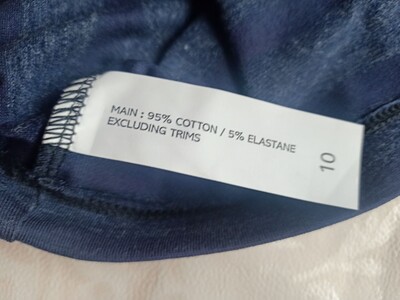 MAIN : 95% COTTON / 5% ELASTANE
EXCLUDING TRIMS
10